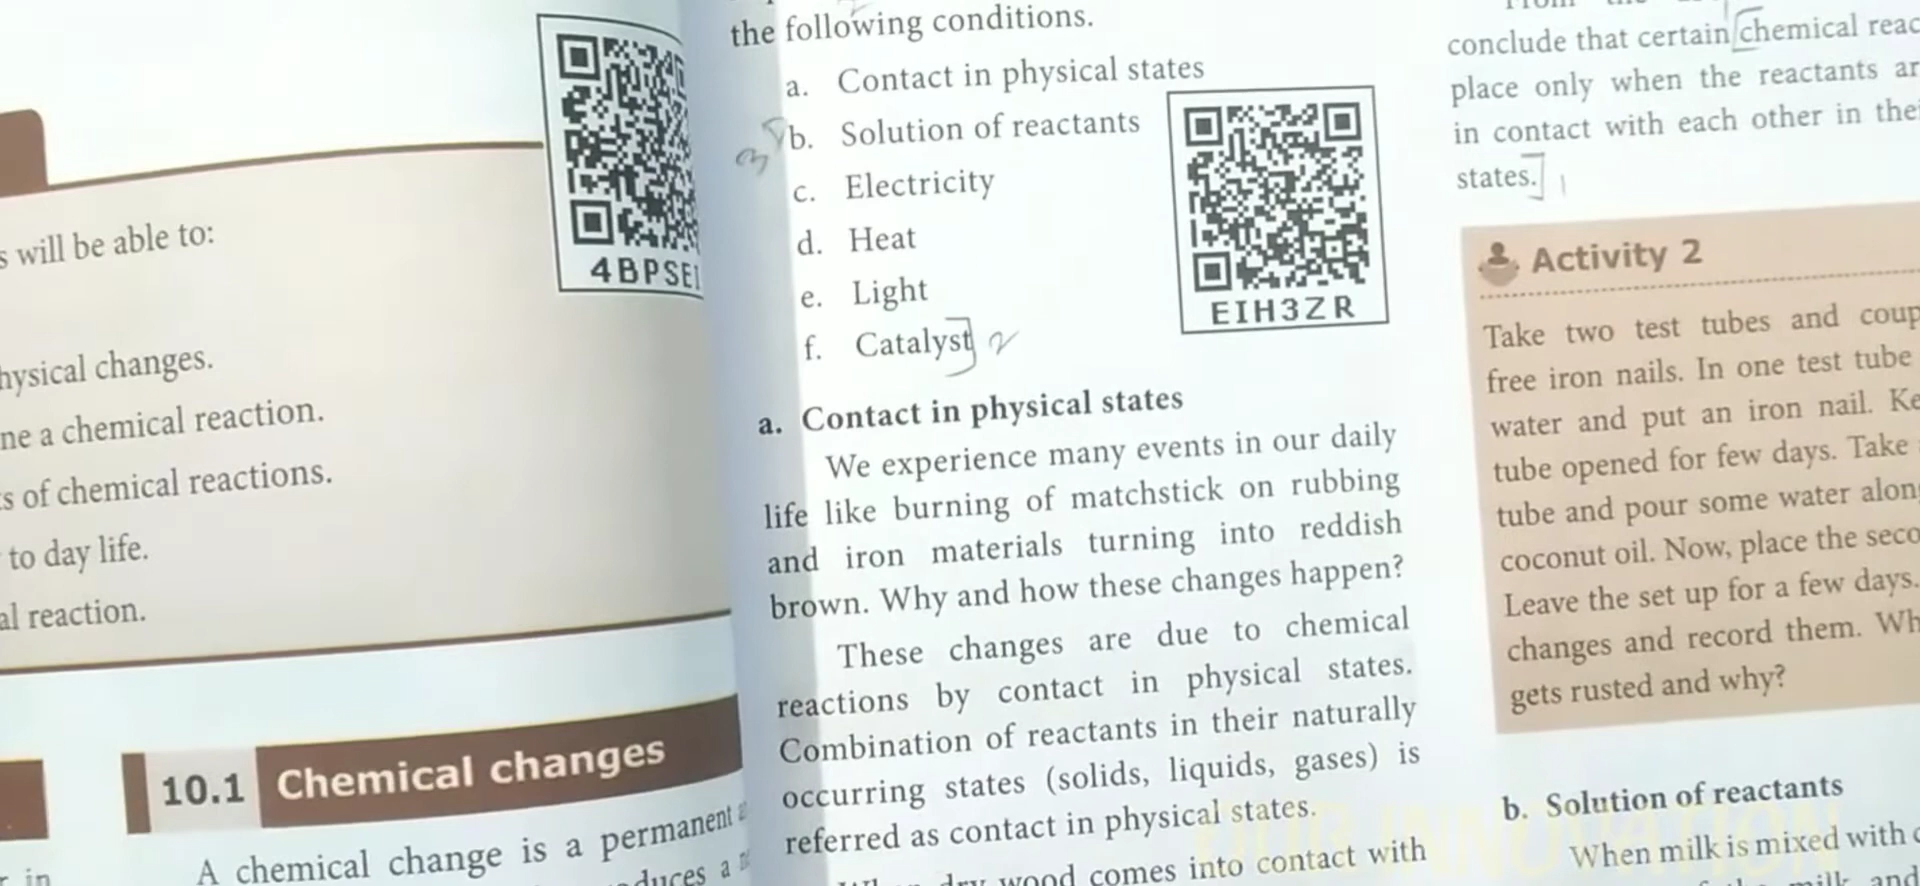 s will be able to:
hysical changes.
ne a chemical reaction.
s of chemical reactions.
to day life.
al reaction.
10.1 Chemical changes
A chemical change is a permanent
duces a
in
4BPSE
the following conditions.
a. Contact in physical states
b. Solution of reactants
c. Electricity
d. Heat
e. Light
f. Catalyst
EIH3ZR
a. Contact in physical states
We experience many events in our daily
life like burning of matchstick on rubbing
and iron materials turning into reddish
brown. Why and how these changes happen?
These changes are due to chemical
reactions by contact in physical states.
Combination of reactants in their naturally
occurring states (solids, liquids, gases) is
referred as contact in physical states.
dry wood comes into contact with
conclude that certain chemical reac
place only when the reactants ar
in contact with each other in the
states.
Activity 2
Take two test tubes and coup
free iron nails. In one test tube
water and put an iron nail. Ke
tube opened for few days. Take
tube and pour some water alon
coconut oil. Now, place the seco
Leave the set up for a few days.
changes and record them. Wh
gets rusted and why?
b. Solution of reactants
When milk is mixed with
milk and